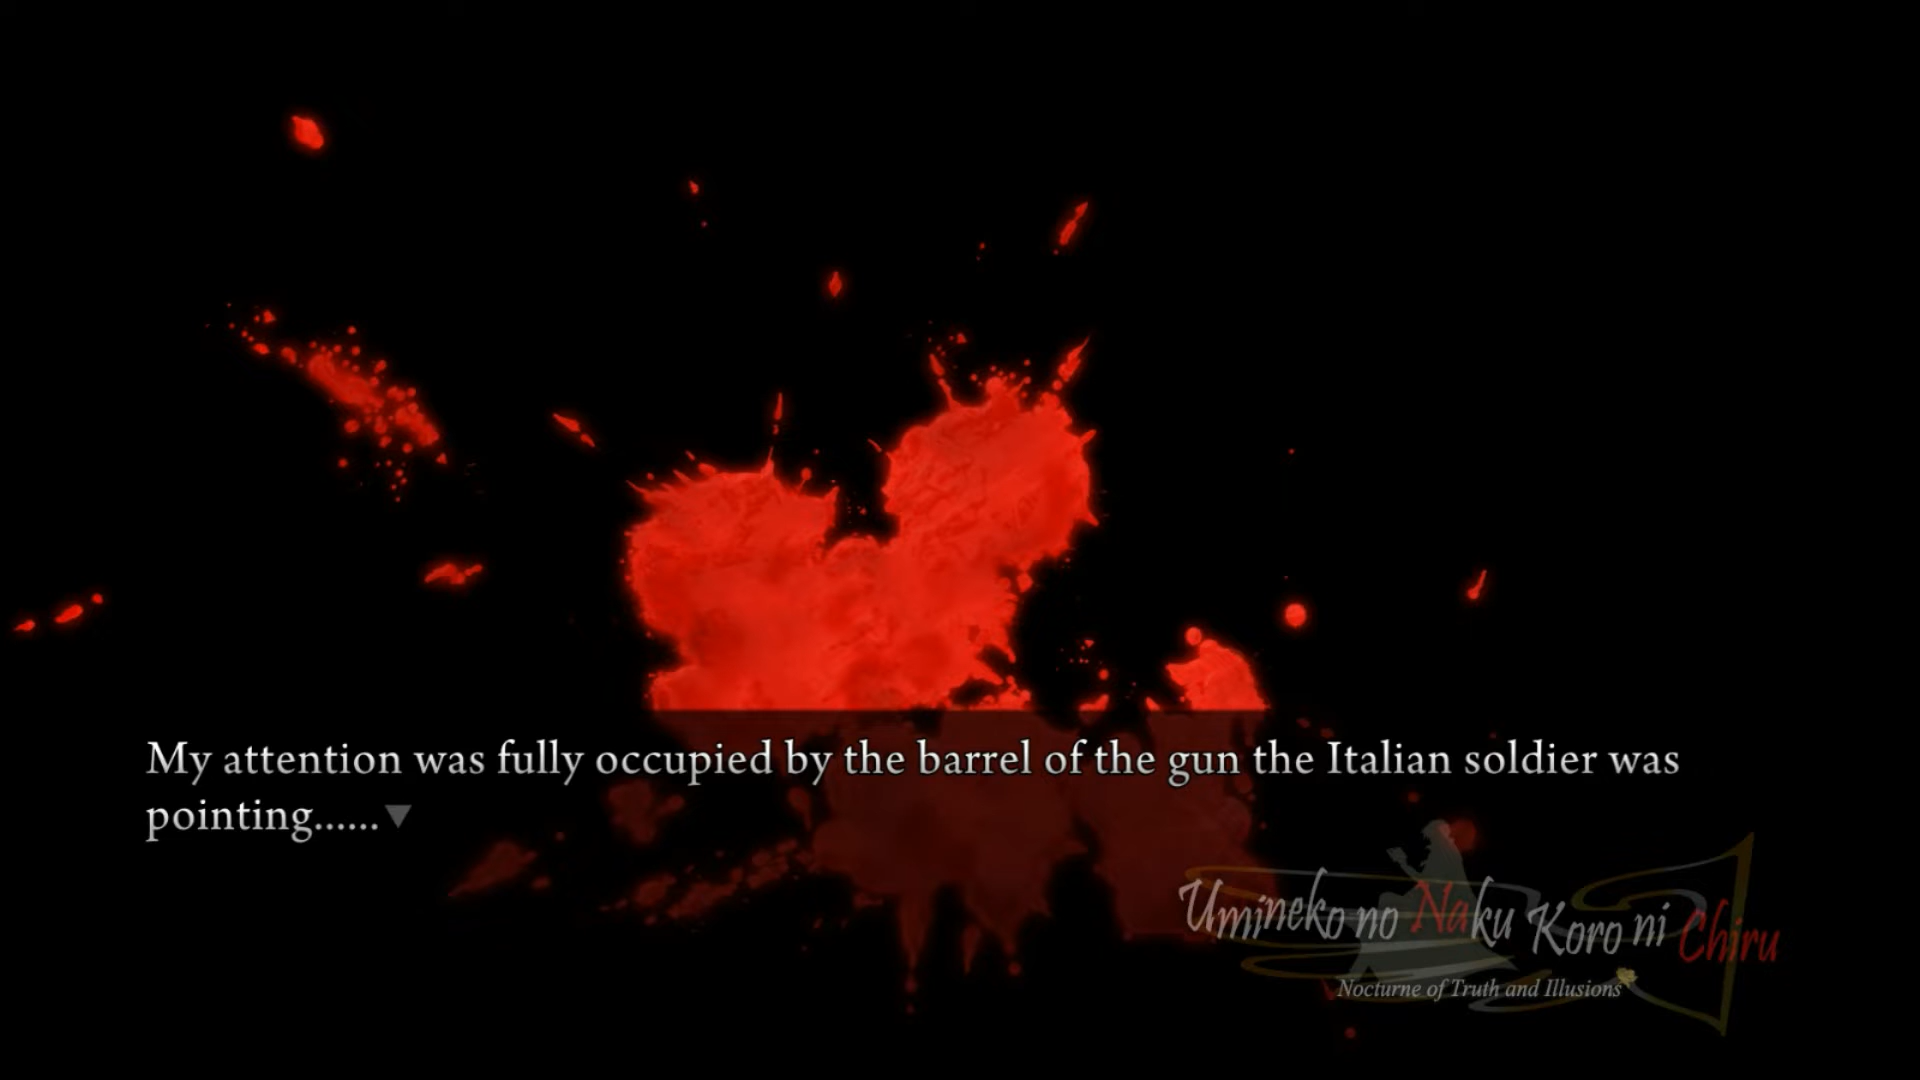 My attention was fully occupied by the barrel of the gun the Italian soldier was
pointing......
Umineko no Naku Koro ni Chiru
Nocturne of Truth and Illusions